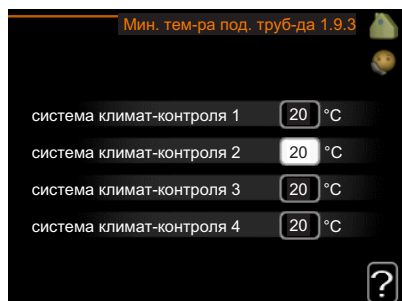 Мин. тем-ра под. труб-да 1.9.3
система климат-контроля 1 20 °C
система климат-контроля 2 20 °C
система климат-контроля 3 20 °C
система климат-контроля 4 20 °C
?